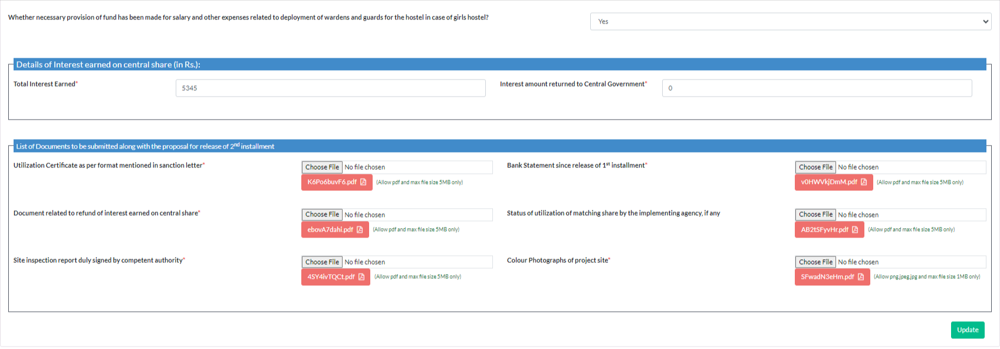 Whether necessary provision of fund has been made for salary and other expenses related to deployment of wardens and guards for the hostel in case of girls hostel?
Yes
Details of Interest earned on central share (in Rs.):
Total Interest Earned*
5345
Interest amount returned to Central Government*
0
List of Documents to be submitted along with the proposal for release of 2nd installment
Utilization Certificate as per format mentioned in sanction letter*
Choose File No file chosen
K6Po6buvF6.pdf (Allow pdf and max file size 5MB only)
Bank Statement since release of 1st installment*
Choose File No file chosen
v0HWVkjDmM.pdf (Allow pdf and max file size 5MB only)
Document related to refund of interest earned on central share*
Choose File No file chosen
ebovA7dahi.pdf (Allow pdf and max file size 5MB only)
Status of utilization of matching share by the implementing agency, if any
Choose File No file chosen
AB2tSFyvHr.pdf (Allow pdf and max file size 5MB only)
Site inspection report duly signed by competent authority*
Choose File No file chosen
4SY4ivTQCt.pdf (Allow pdf and max file size 5MB only)
Colour Photographs of project site*
Choose File No file chosen
SFwadN3eHm.pdf (Allow png,jpeg,jpg and max file size 1MB only)
Update